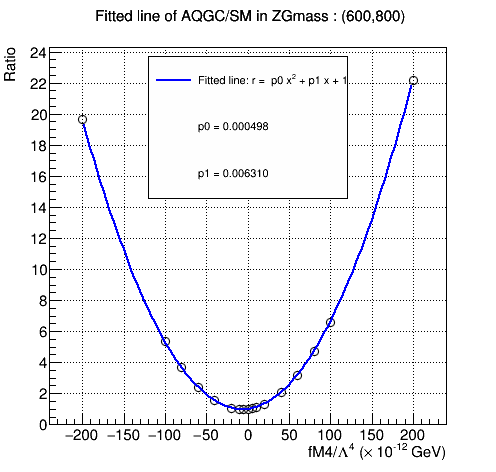 Fitted line of AQGC/SM in ZGmass : (600,800)
Ratio
24
22
20
18
16
14
12
10
8
6
4
2
0
Fitted line: r = p0 x² + p1 x + 1
p0 = 0.000498
p1 = 0.006310
−200 −150 −100 −50 0 50 100 150 200
fM4/Λ⁴ (× 10⁻¹² GeV)